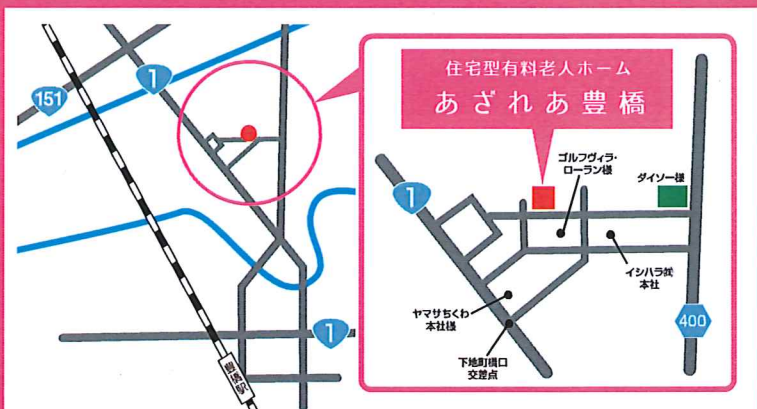 151
1
1
豊橋駅
住宅型有料老人ホーム
あざれあ豊橋
ゴルフヴィラ・
ローラン様
ダイソー様
1
イシハラ㈱
本社
ヤマサちくわ
本社様
400
下地町橋口
交差点